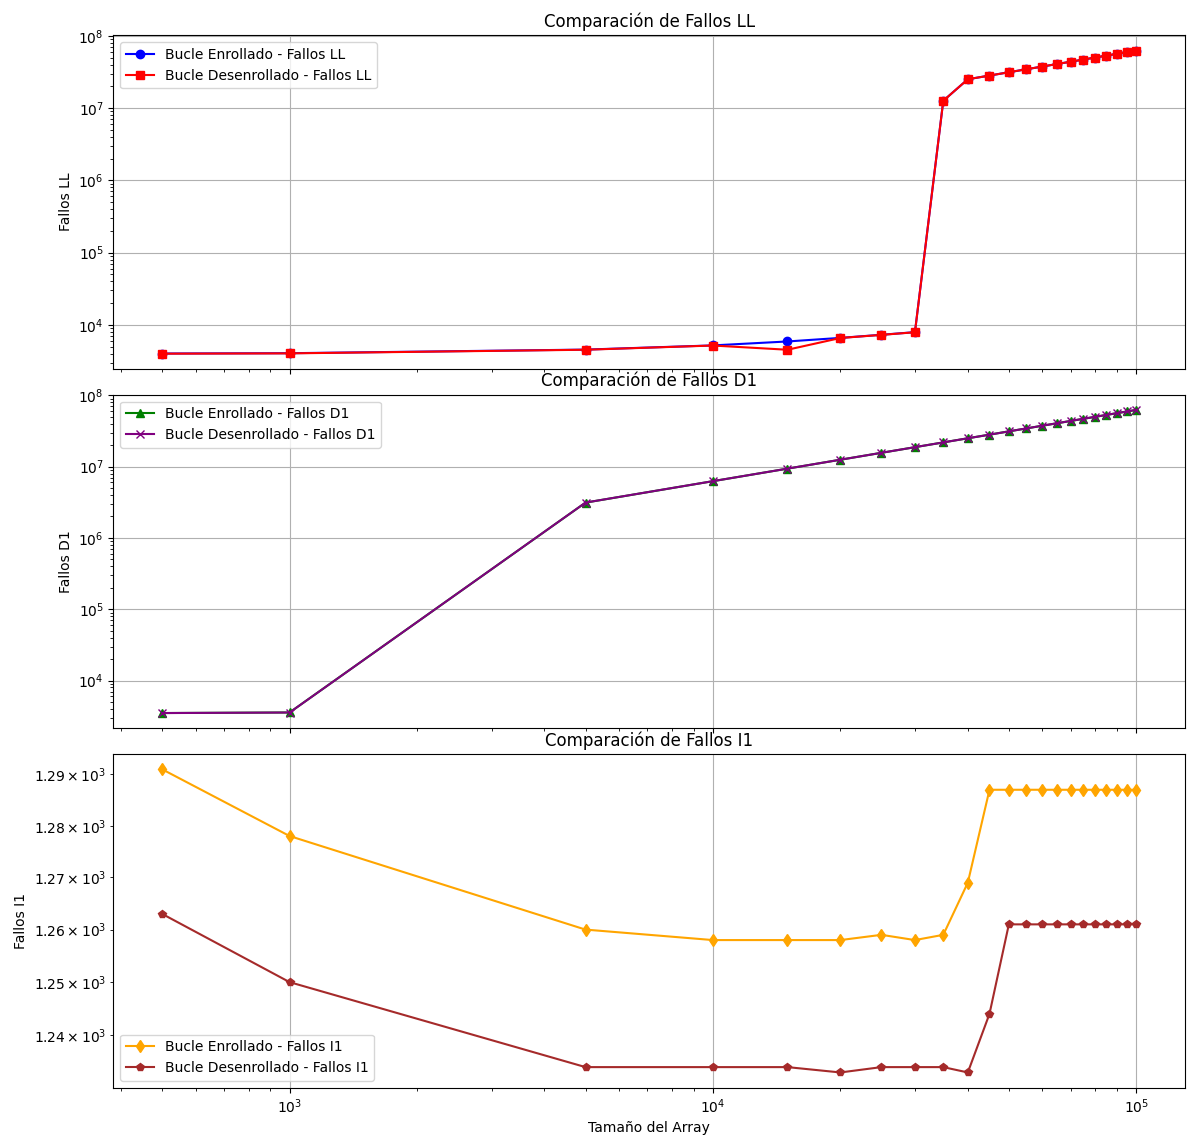 Comparación de Fallos LL
10^8
10^7
10^6
10^5
10^4
Fallos LL
Bucle Enrollado - Fallos LL
Bucle Desenrollado - Fallos LL
Comparación de Fallos D1
10^8
10^7
10^6
10^5
10^4
Fallos D1
Bucle Enrollado - Fallos D1
Bucle Desenrollado - Fallos D1
Comparación de Fallos I1
1.29 × 10^3
1.28 × 10^3
1.27 × 10^3
1.26 × 10^3
1.25 × 10^3
1.24 × 10^3
Fallos I1
Bucle Enrollado - Fallos I1
Bucle Desenrollado - Fallos I1
10^3 10^4 10^5
Tamaño del Array